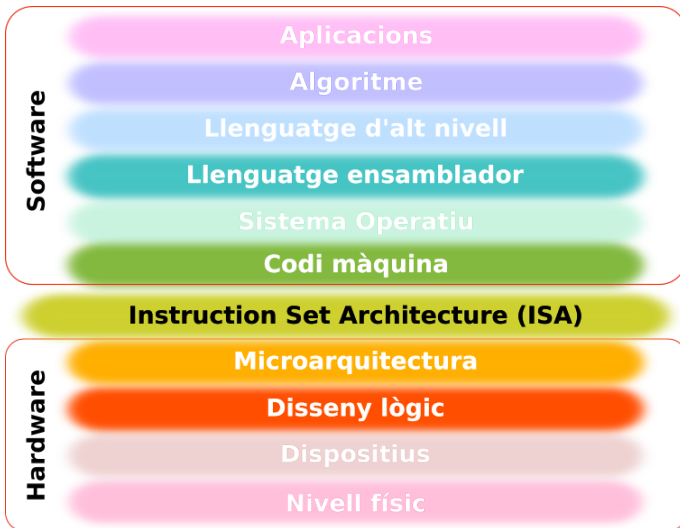 Software
Aplicacions
Algoritme
Llenguatge d'alt nivell
Llenguatge ensamblador
Sistema Operatiu
Codi màquina
Instruction Set Architecture (ISA)
Hardware
Microarquitectura
Disseny lògic
Dispositius
Nivell físic